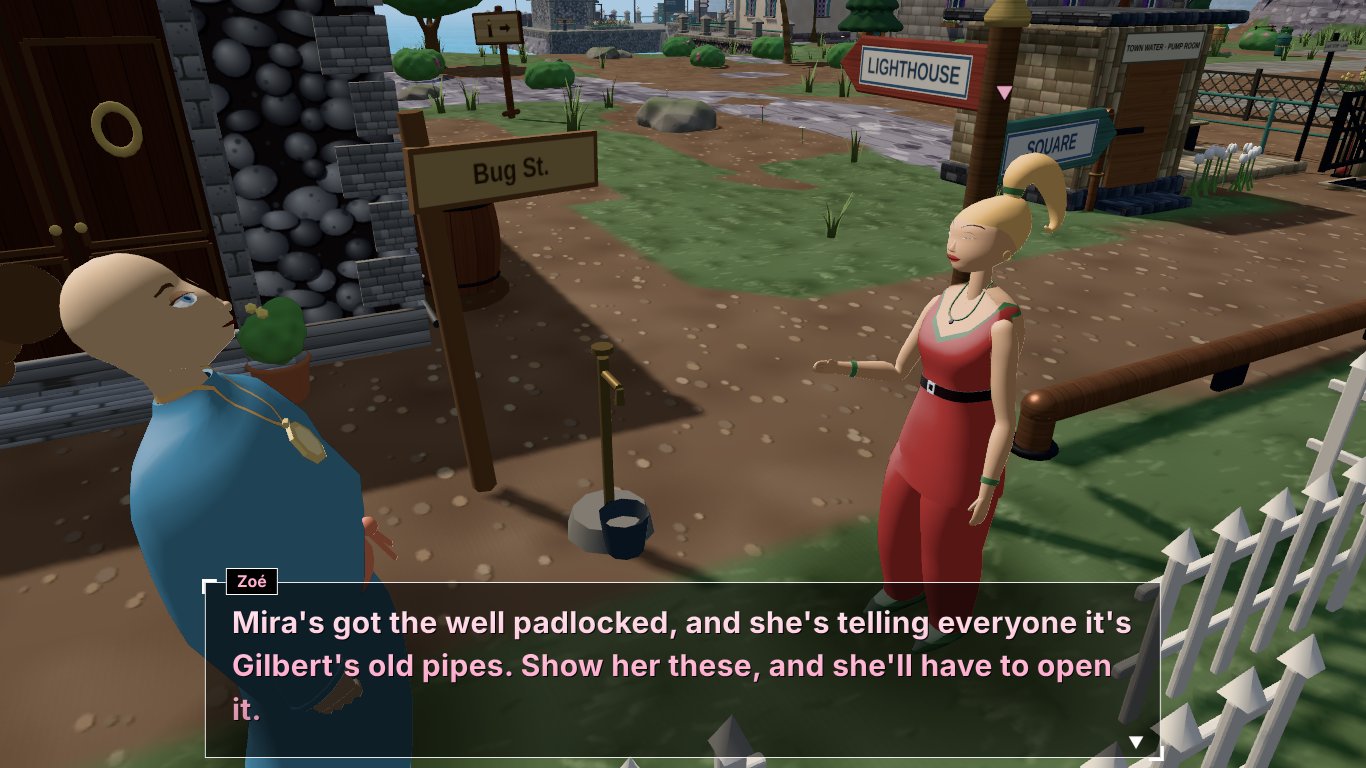 LIGHTHOUSE
TOWN WATER - PUMP ROOM
SQUARE
Bug St.
Zoé
Mira's got the well padlocked, and she's telling everyone it's
Gilbert's old pipes. Show her these, and she'll have to open
it.